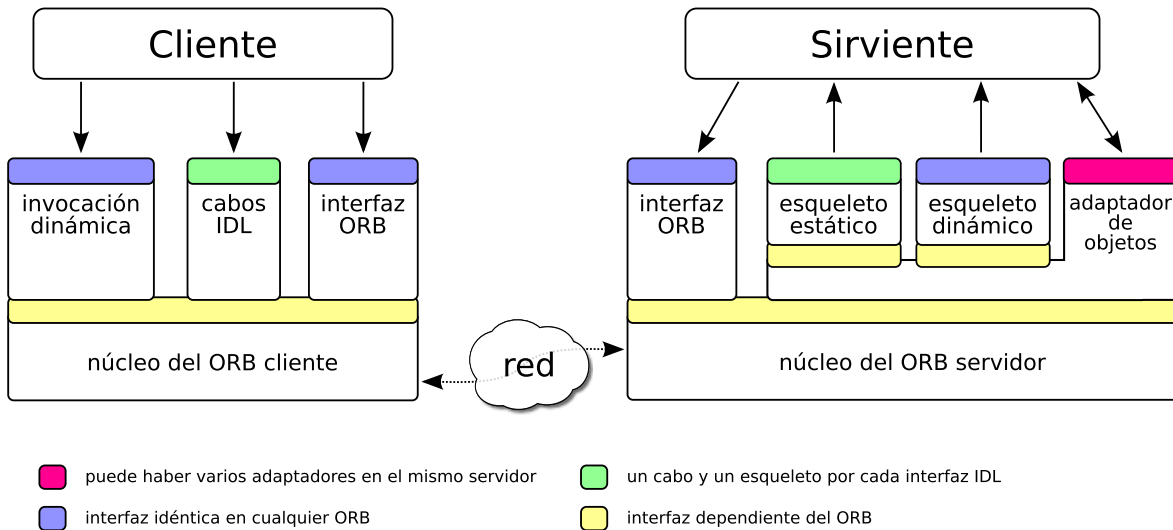 Cliente
Sirviente
invocación
dinámica
cabos
IDL
interfaz
ORB
interfaz
ORB
esqueleto
estático
esqueleto
dinámico
adaptador
de
objetos
núcleo del ORB cliente
red
núcleo del ORB servidor
puede haber varios adaptadores en el mismo servidor
un cabo y un esqueleto por cada interfaz IDL
interfaz idéntica en cualquier ORB
interfaz dependiente del ORB